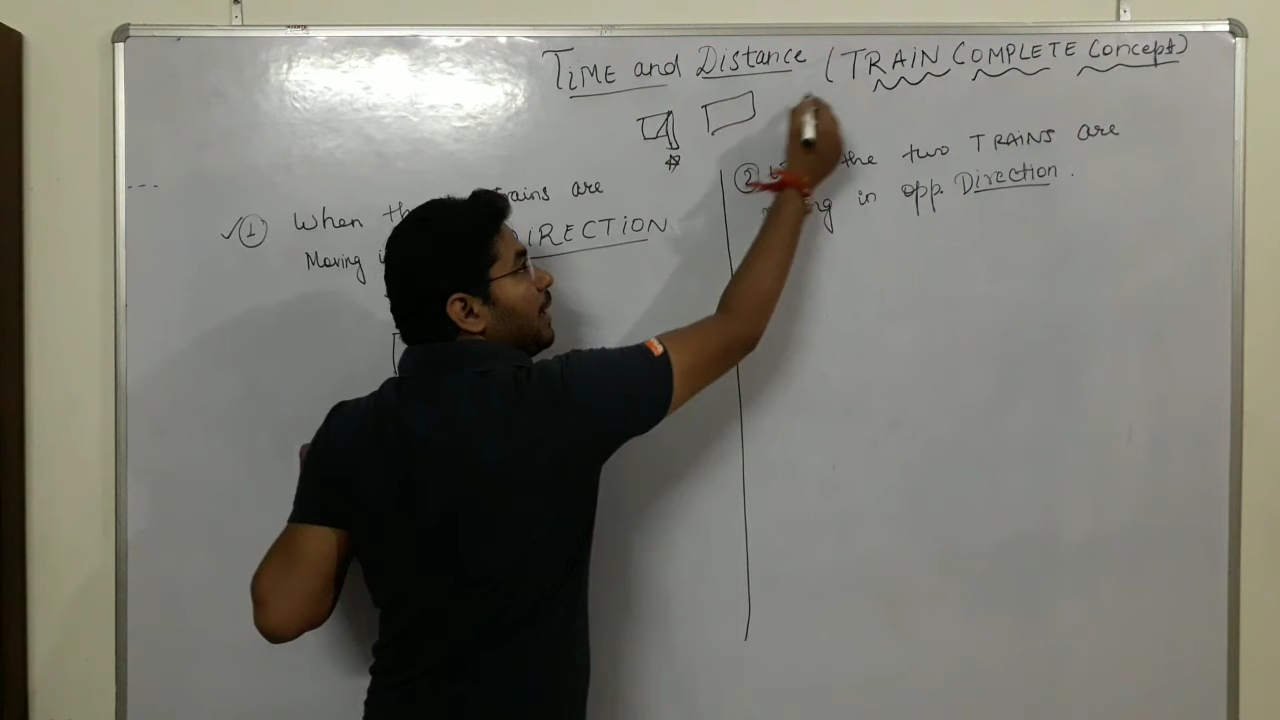 TiME and Distance (TRAiN COMPLETE Concept)
① When th rains are
Moving i iRECTiON
② the two TRAiNS are
ng in opp. Direction.